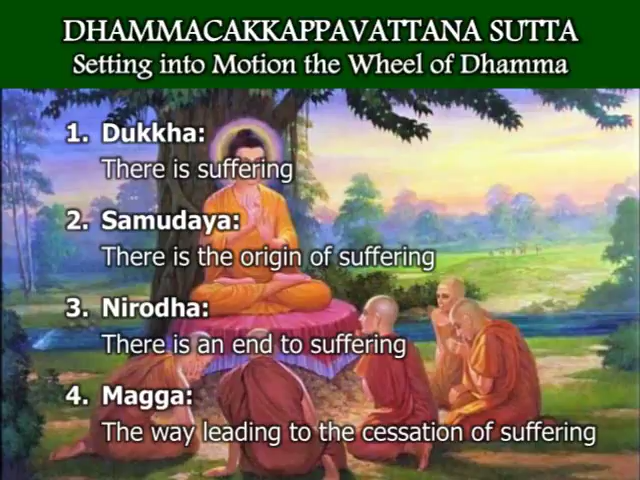 DHAMMACAKKAPPAVATTANA SUTTA
Setting into Motion the Wheel of Dhamma
1. Dukkha:
There is suffering
2. Samudaya:
There is the origin of suffering
3. Nirodha:
There is an end to suffering
4. Magga:
The way leading to the cessation of suffering